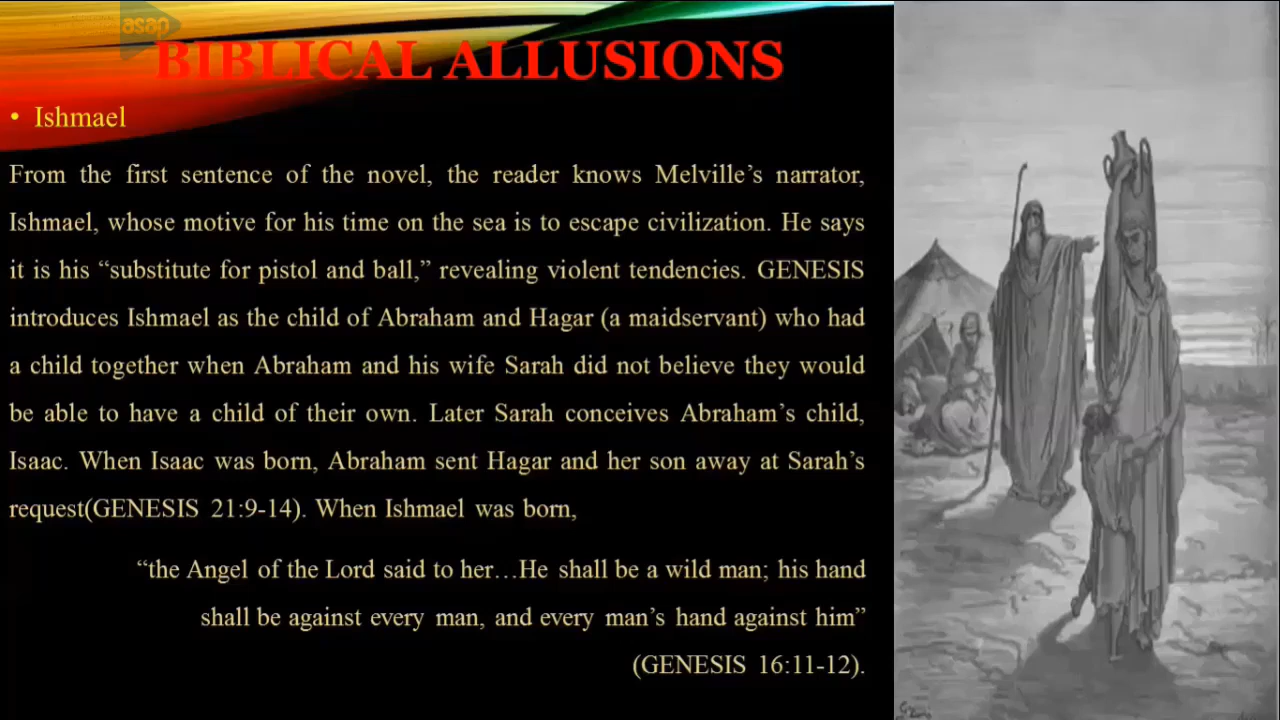 asap
BIBLICAL ALLUSIONS
• Ishmael
From the first sentence of the novel, the reader knows Melville’s narrator,
Ishmael, whose motive for his time on the sea is to escape civilization. He says
it is his “substitute for pistol and ball,” revealing violent tendencies. GENESIS
introduces Ishmael as the child of Abraham and Hagar (a maidservant) who had
a child together when Abraham and his wife Sarah did not believe they would
be able to have a child of their own. Later Sarah conceives Abraham’s child,
Isaac. When Isaac was born, Abraham sent Hagar and her son away at Sarah’s
request(GENESIS 21:9-14). When Ishmael was born,
“the Angel of the Lord said to her…He shall be a wild man; his hand
shall be against every man, and every man’s hand against him”
(GENESIS 16:11-12).